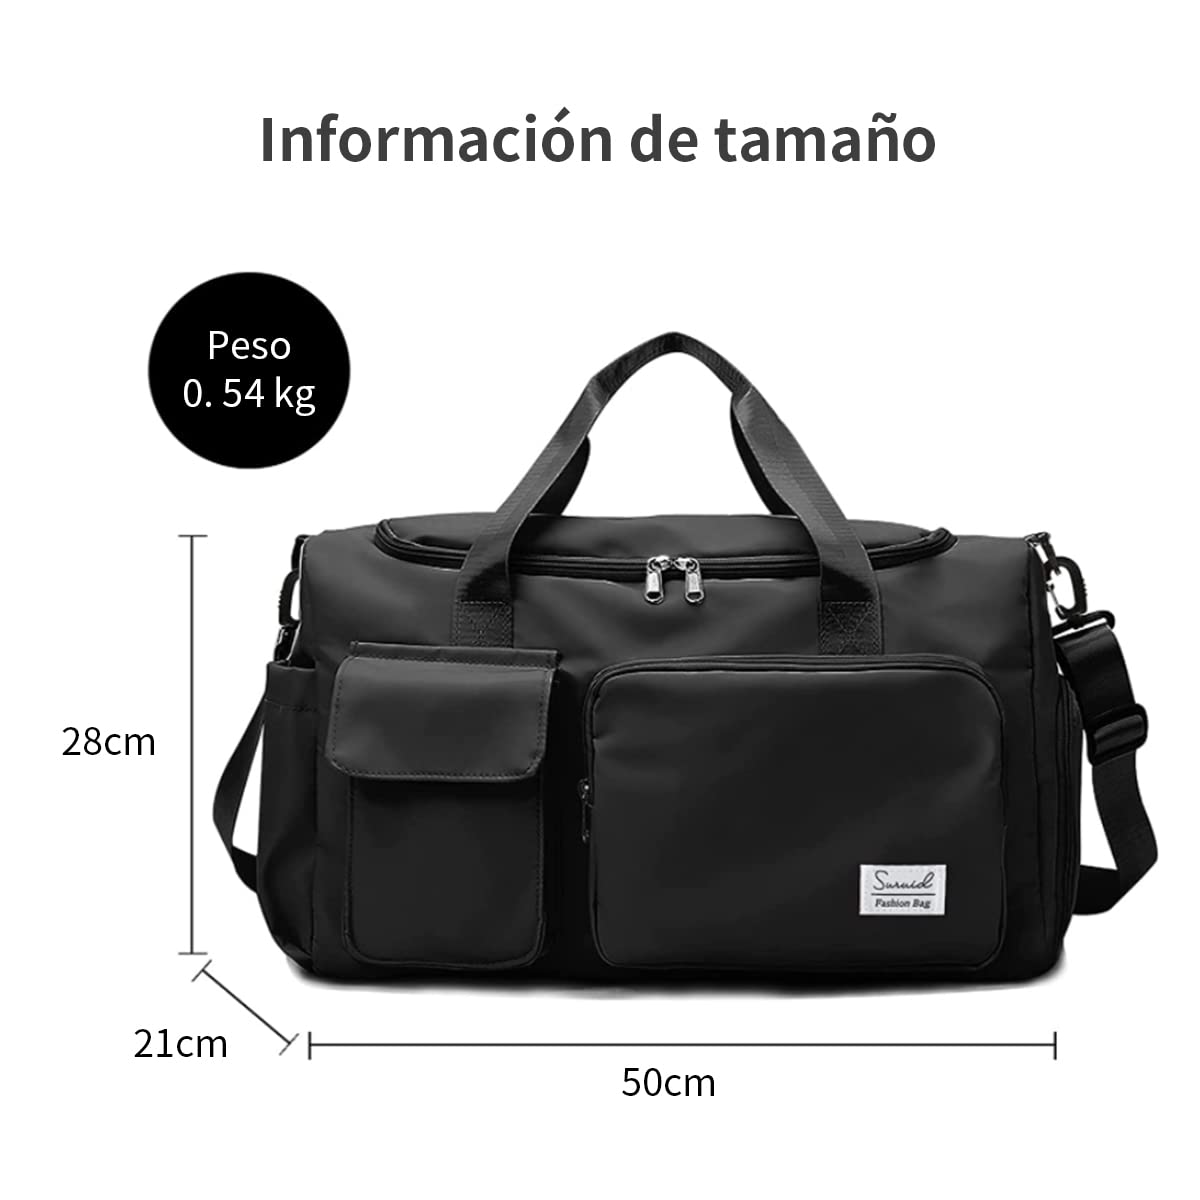 Información de tamaño
Peso
0. 54 kg
28cm
21cm
50cm
Suruid
Fashion Bag